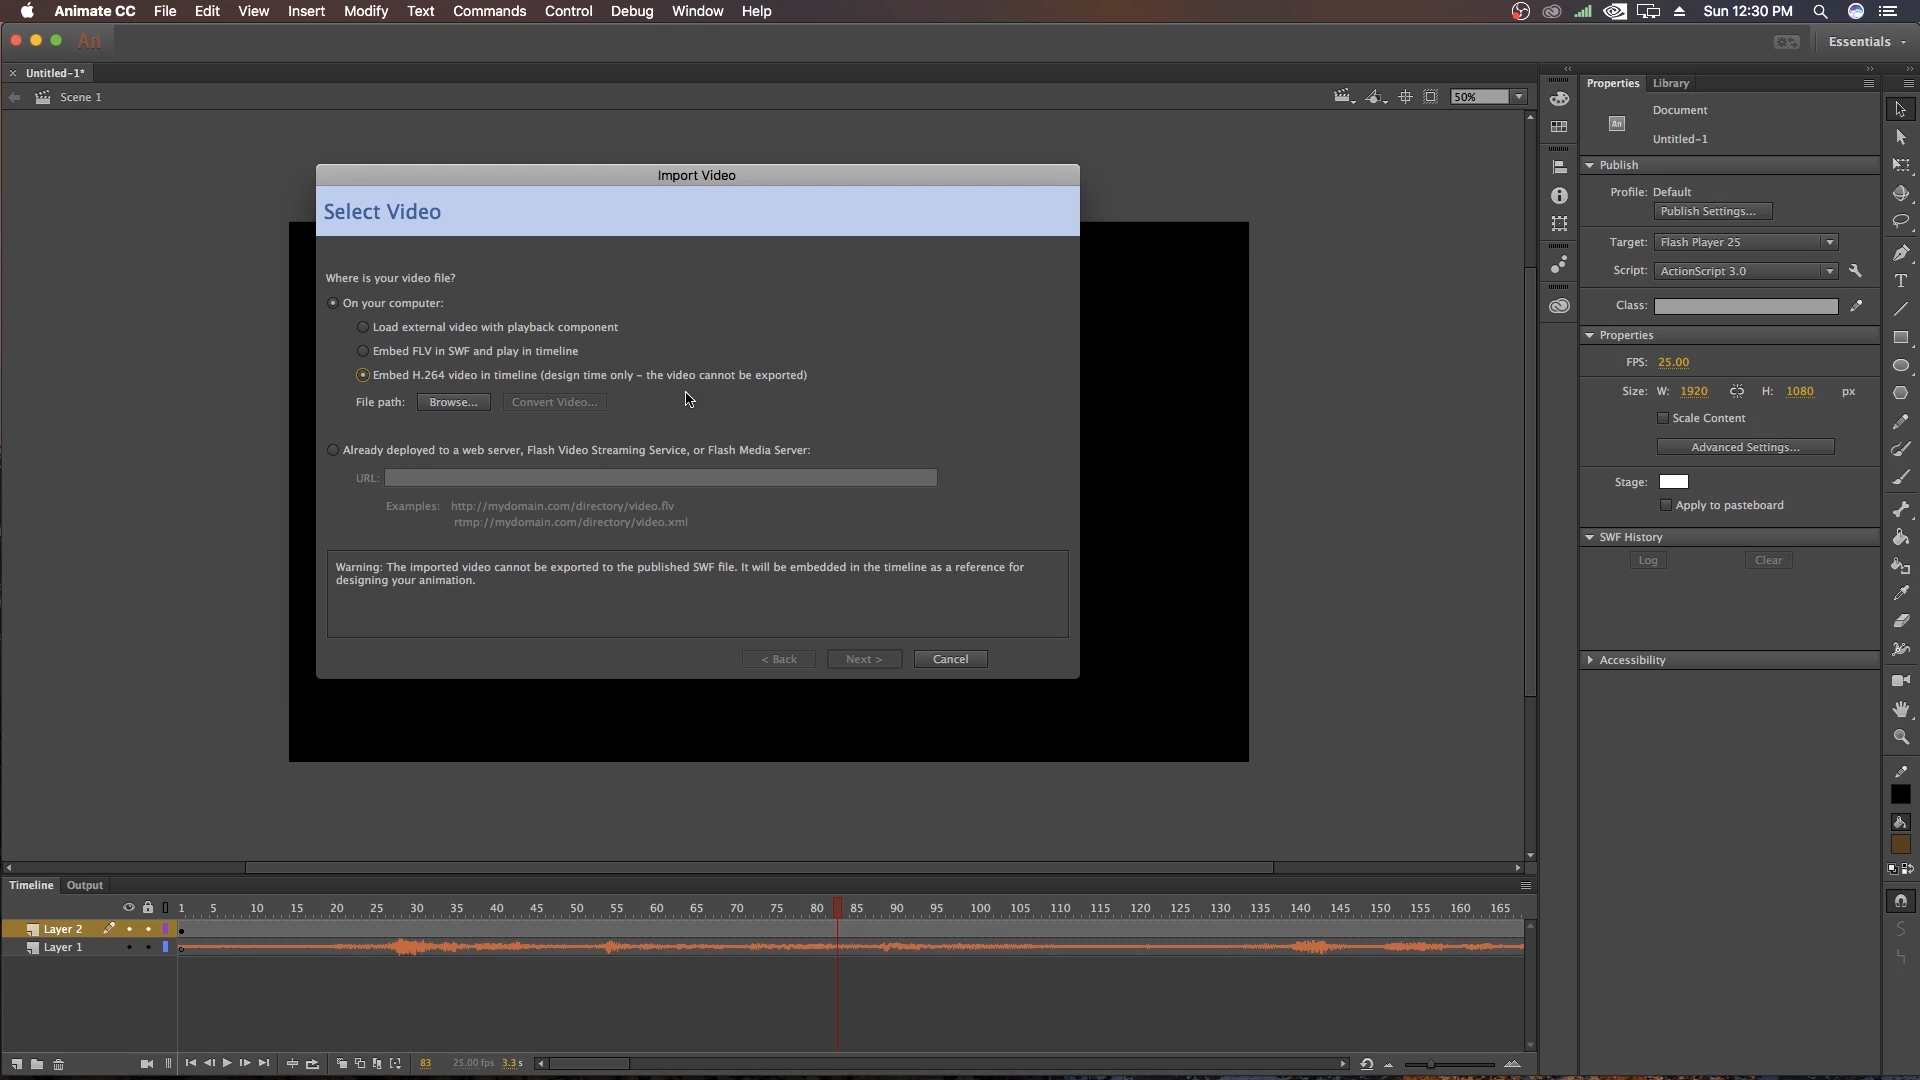 Animate CC File Edit View Insert Modify Text Commands Control Debug Window Help Sun 12:30 PM
An Essentials
Untitled-1*
Scene 1 50%
Import Video
Select Video
Where is your video file?
On your computer:
Load external video with playback component
Embed FLV in SWF and play in timeline
Embed H.264 video in timeline (design time only - the video cannot be exported)
File path: Browse... Convert Video...
Already deployed to a web server, Flash Video Streaming Service, or Flash Media Server:
URL:
Examples: http://mydomain.com/directory/video.flv
rtmp://mydomain.com/directory/video.xml
Warning: The imported video cannot be exported to the published SWF file. It will be embedded in the timeline as a reference for
designing your animation.
< Back Next > Cancel
Properties Library
Document
An
Untitled-1
Publish
Profile: Default
Publish Settings...
Target: Flash Player 25
Script: ActionScript 3.0
Class:
Properties
FPS: 25.00
Size: W: 1920 H: 1080 px
Scale Content
Advanced Settings...
Stage:
Apply to pasteboard
SWF History
Log Clear
Accessibility
Timeline Output
1 5 10 15 20 25 30 35 40 45 50 55 60 65 70 75 80 85 90 95 100 105 110 115 120 125 130 135 140 145 150 155 160 165
Layer 2
Layer 1
83 25.00 fps 3.3 s